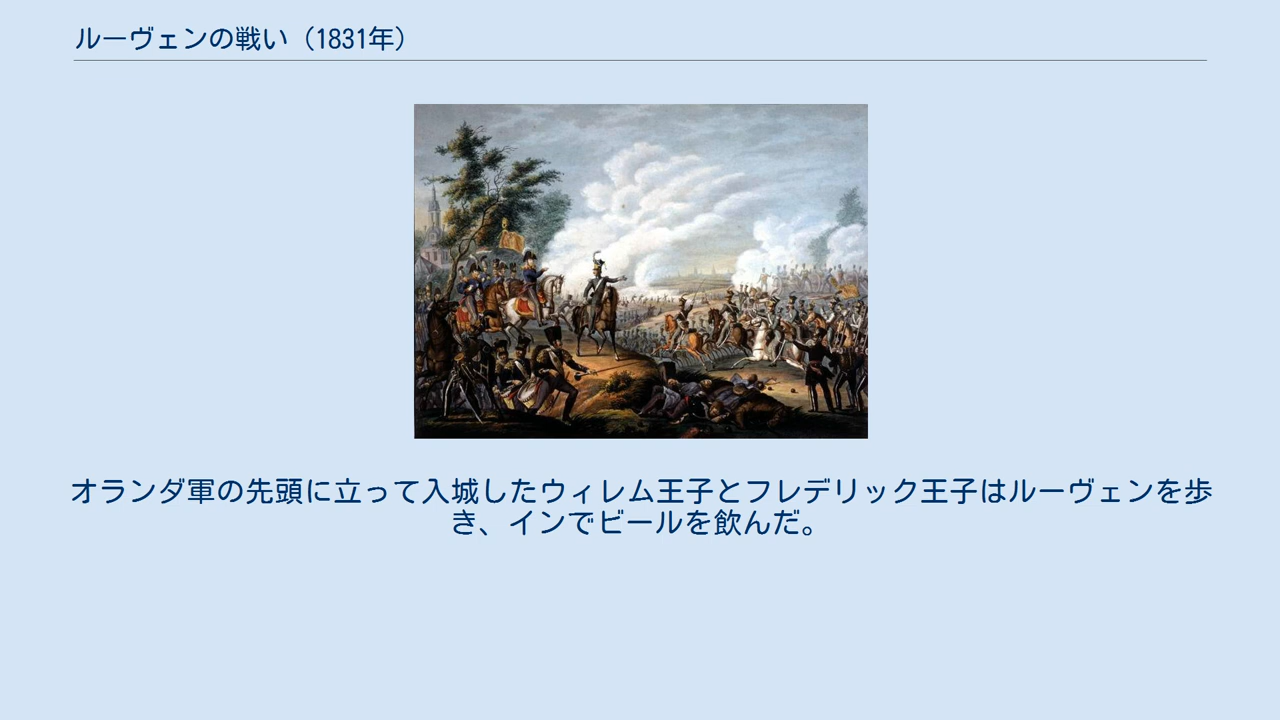 ルーヴェンの戦い（1831年）
オランダ軍の先頭に立って入城したウィレム王子とフレデリック王子はルーヴェンを歩
き、インでビールを飲んだ。